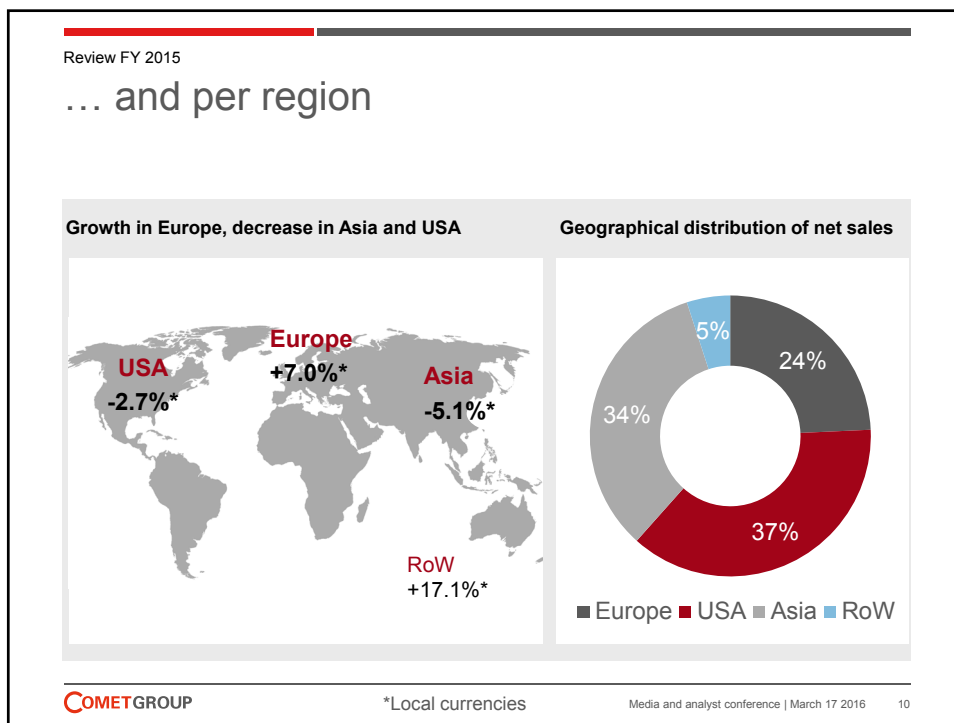 Review FY 2015
… and per region
Growth in Europe, decrease in Asia and USA
USA
-2.7%*
Europe
+7.0%*
Asia
-5.1%*
RoW
+17.1%*
Geographical distribution of net sales
5%
24%
34%
37%
Europe USA Asia RoW
COMETGROUP
*Local currencies
Media and analyst conference | March 17 2016 10